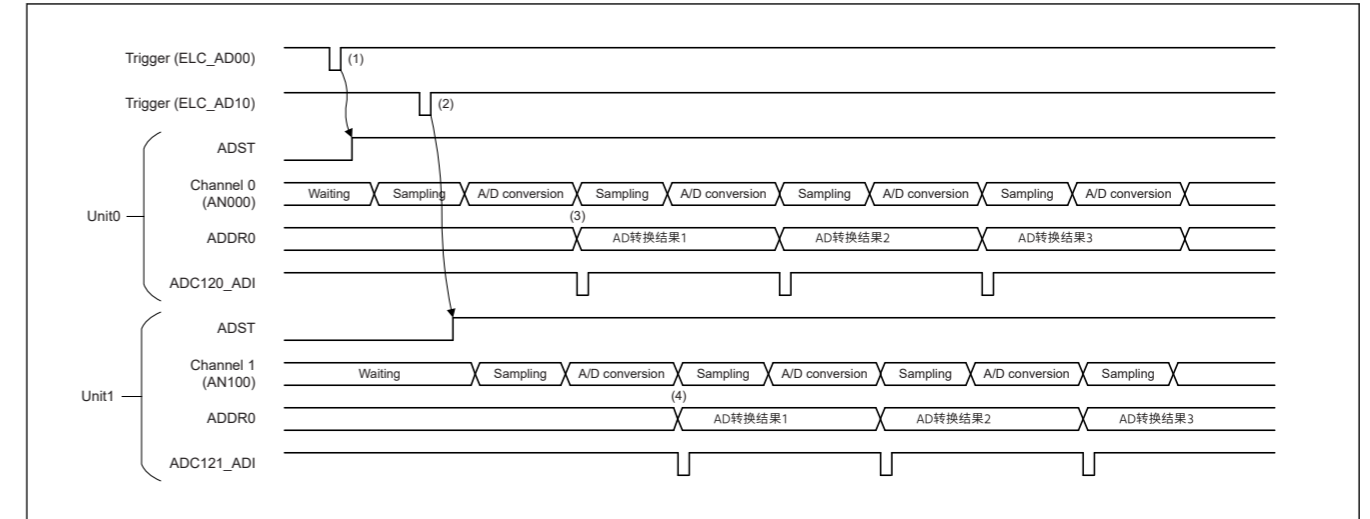 Trigger (ELC_AD00)
(1)
Trigger (ELC_AD10)
(2)
Unit0
ADST
Channel 0
(AN000)
Waiting Sampling A/D conversion Sampling A/D conversion Sampling A/D conversion Sampling A/D conversion
(3)
ADDR0
AD转换结果1 AD转换结果2 AD转换结果3
ADC120_ADI
Unit1
ADST
Channel 1
(AN100)
Waiting Sampling A/D conversion Sampling A/D conversion Sampling A/D conversion Sampling
(4)
ADDR0
AD转换结果1 AD转换结果2 AD转换结果3
ADC121_ADI